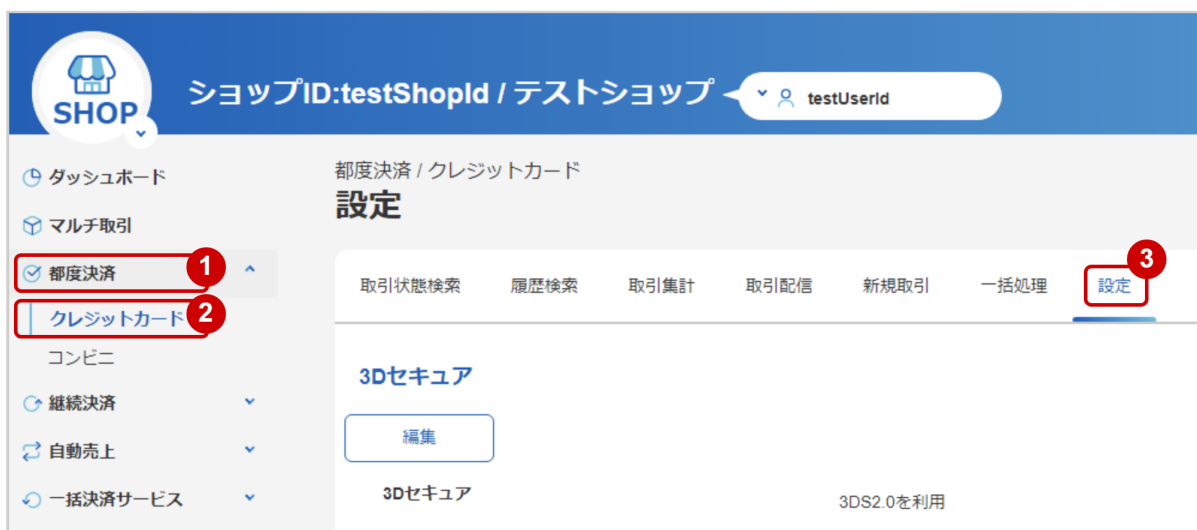 SHOP
ショップID:testShopId / テストショップ
testUserId
ダッシュボード
マルチ取引
都度決済
1
クレジットカード
2
コンビニ
継続決済
自動売上
一括決済サービス
都度決済 / クレジットカード
設定
取引状態検索 履歴検索 取引集計 取引配信 新規取引 一括処理 設定
3
3Dセキュア
編集
3Dセキュア 3DS2.0を利用